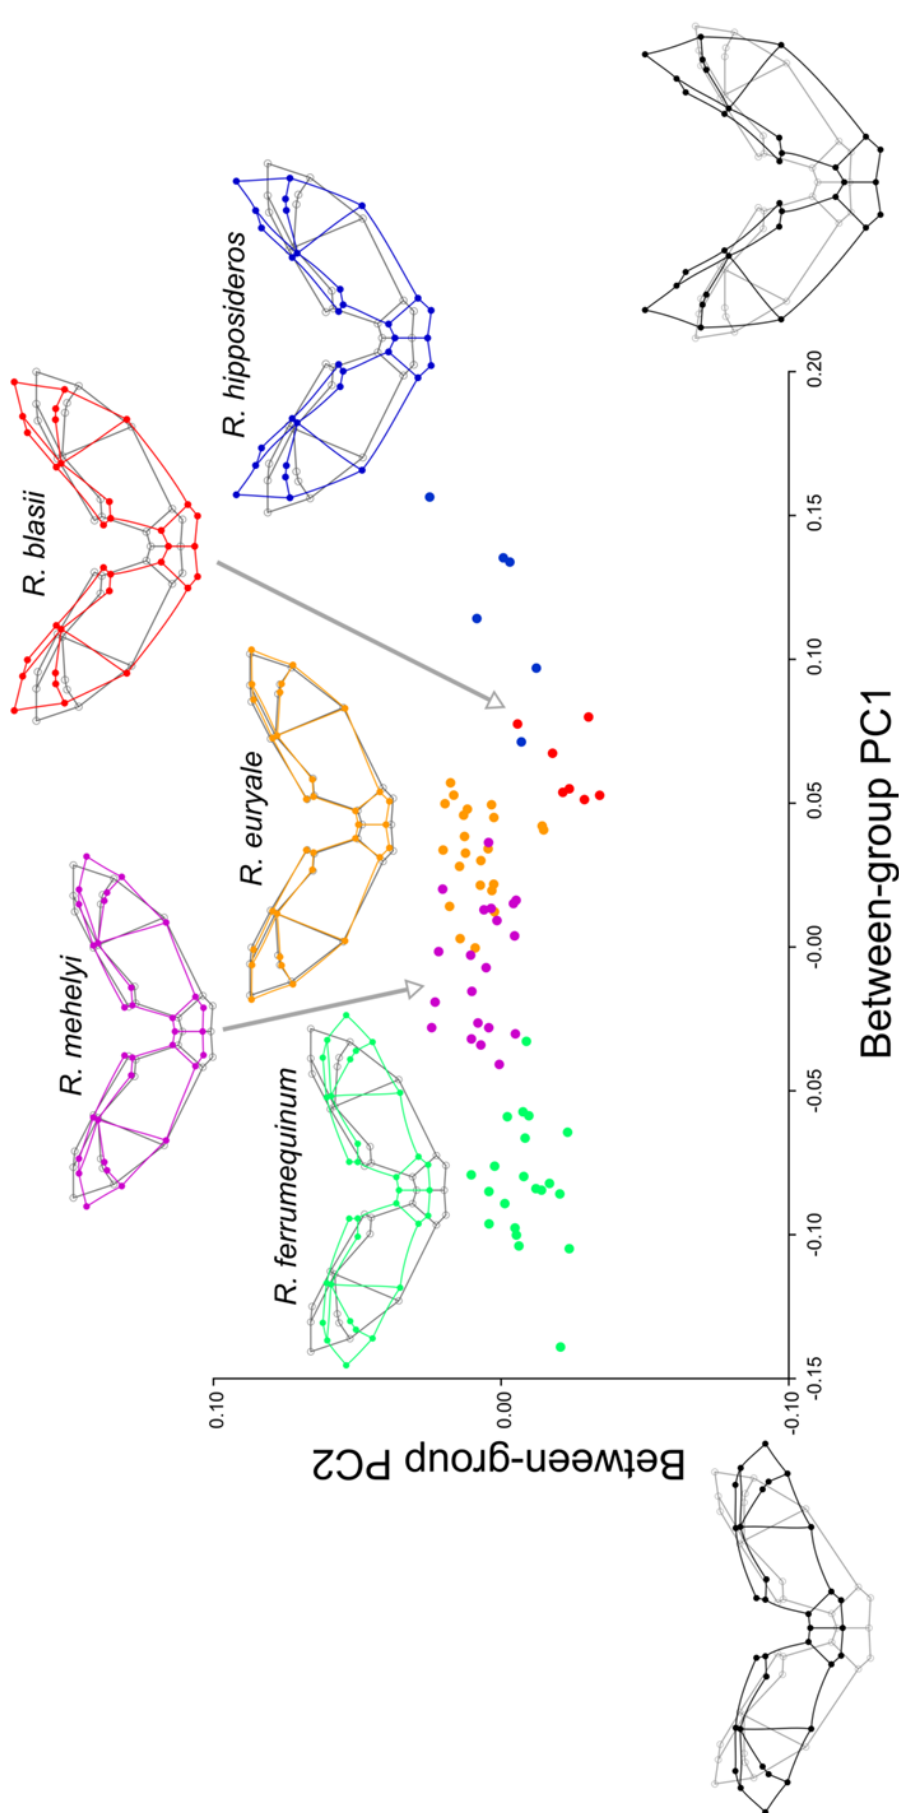 R. mehelyi
R. blasii
R. euryale
R. hipposideros
R. ferrumequinum
Between-group PC2
0.10
0.00
-0.10
-0.15
-0.10
-0.05
-0.00
0.05
0.10
0.15
0.20
Between-group PC1